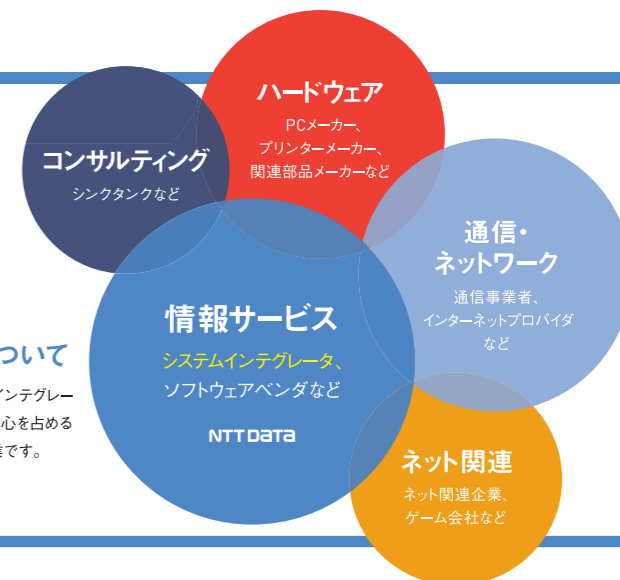 ハードウェア
PCメーカー、
プリンターメーカー、
関連部品メーカーなど
コンサルティング
シンクタンクなど
通信・
ネットワーク
通信事業者、
インターネットプロバイダ
など
情報サービス
システムインテグレータ、
ソフトウェアベンダなど
NTT DATA
ついて
インテグレー
心を占める
業です。
ネット関連
ネット関連企業、
ゲーム会社など